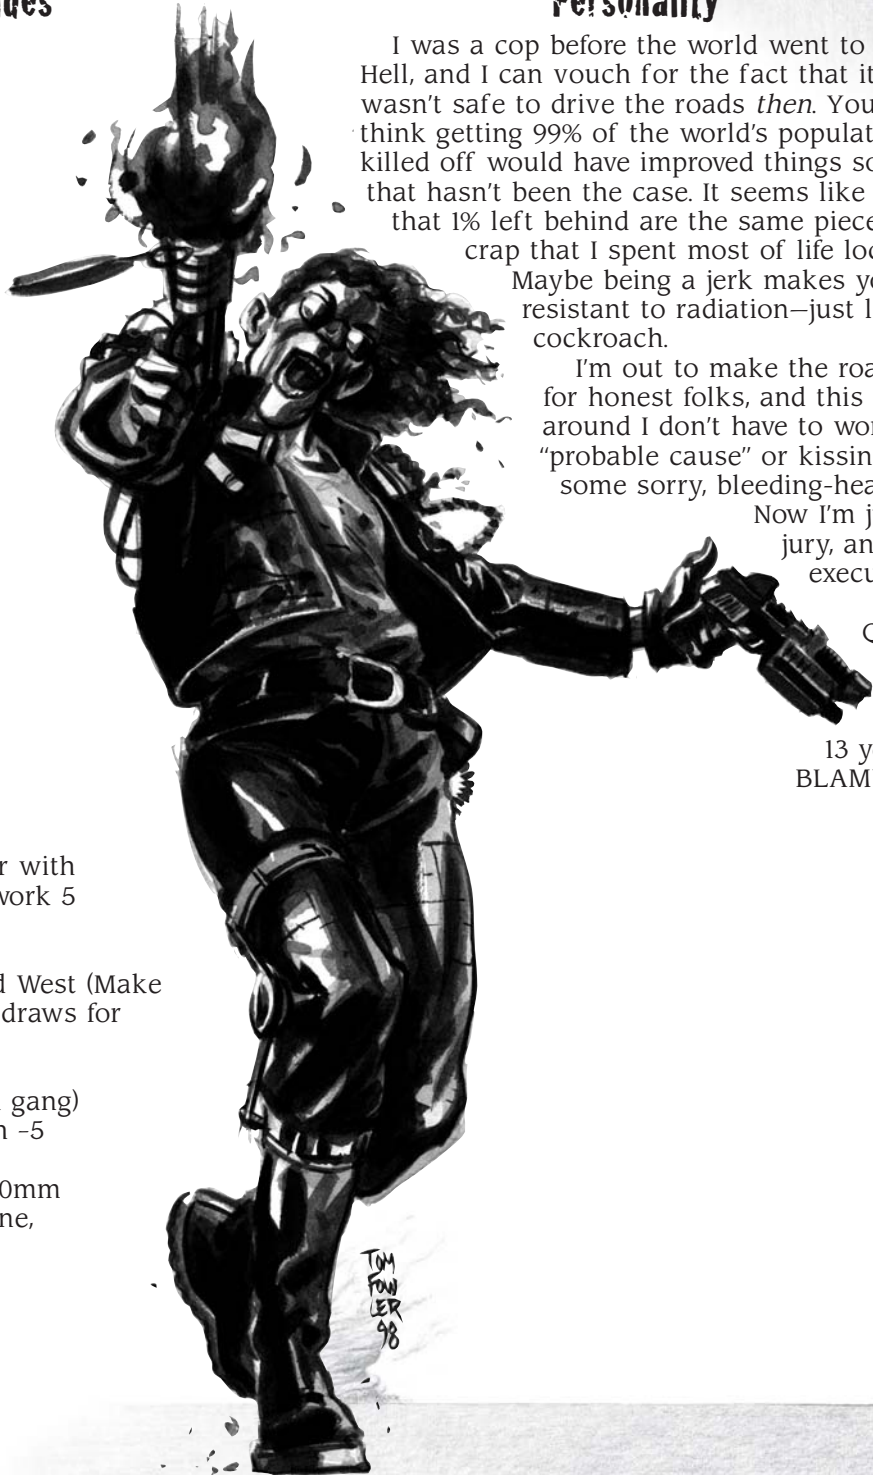 Personality
I was a cop before the world went to
Hell, and I can vouch for the fact that it
wasn't safe to drive the roads then. You
think getting 99% of the world's populat
killed off would have improved things so
that hasn't been the case. It seems like
that 1% left behind are the same piece
crap that I spent most of life loc
Maybe being a jerk makes yo
resistant to radiation—just l
cockroach.
I'm out to make the roa
for honest folks, and this
around I don't have to wor
“probable cause” or kissin
some sorry, bleeding-hea
Now I'm j
jury, an
execu
13 y
BLAM
r with
work 5
d West (Make
draws for
gang)
n -5
0mm
ne,
TOM
FOW
LER
98